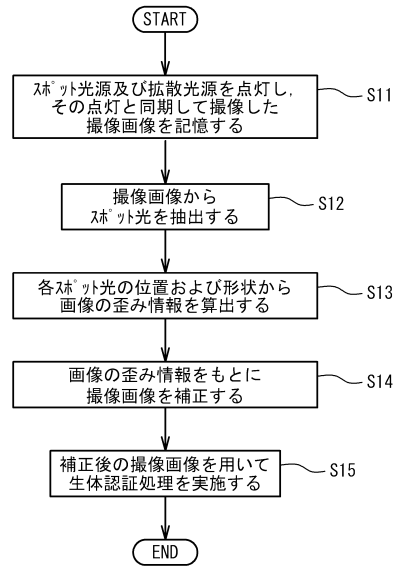 START
ｽﾎﾟｯﾄ光源及び拡散光源を点灯し,
その点灯と同期して撮像した
撮像画像を記憶する
S11
撮像画像から
ｽﾎﾟｯﾄ光を抽出する
S12
各ｽﾎﾟｯﾄ光の位置および形状から
画像の歪み情報を算出する
S13
画像の歪み情報をもとに
撮像画像を補正する
S14
補正後の撮像画像を用いて
生体認証処理を実施する
S15
END